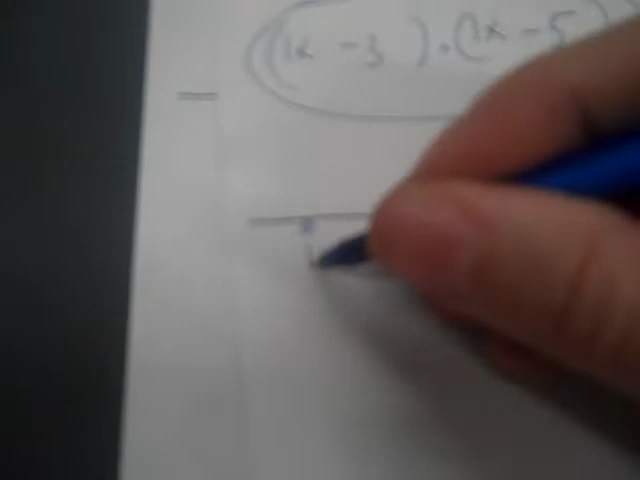 (1x - 3 ) · (1x - 5 )
=